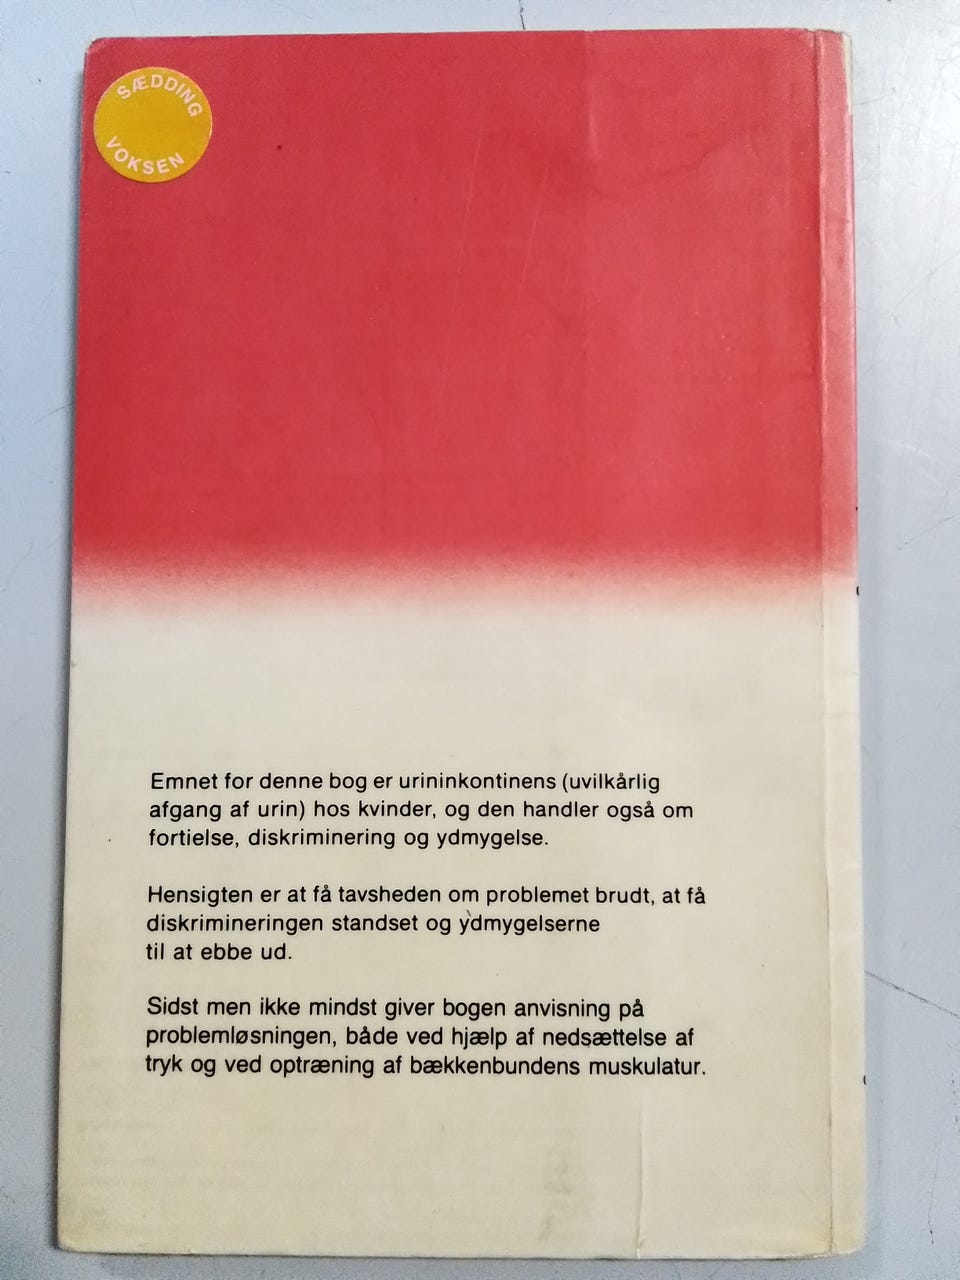 SÆDDING
VOKSEN
Emnet for denne bog er urininkontinens (uvilkårlig
afgang af urin) hos kvinder, og den handler også om
fortielse, diskriminering og ydmygelse.
Hensigten er at få tavsheden om problemet brudt, at få
diskrimineringen standset og ydmygelserne
til at ebbe ud.
Sidst men ikke mindst giver bogen anvisning på
problemløsningen, både ved hjælp af nedsættelse af
tryk og ved optræning af bækkenbundens muskulatur.